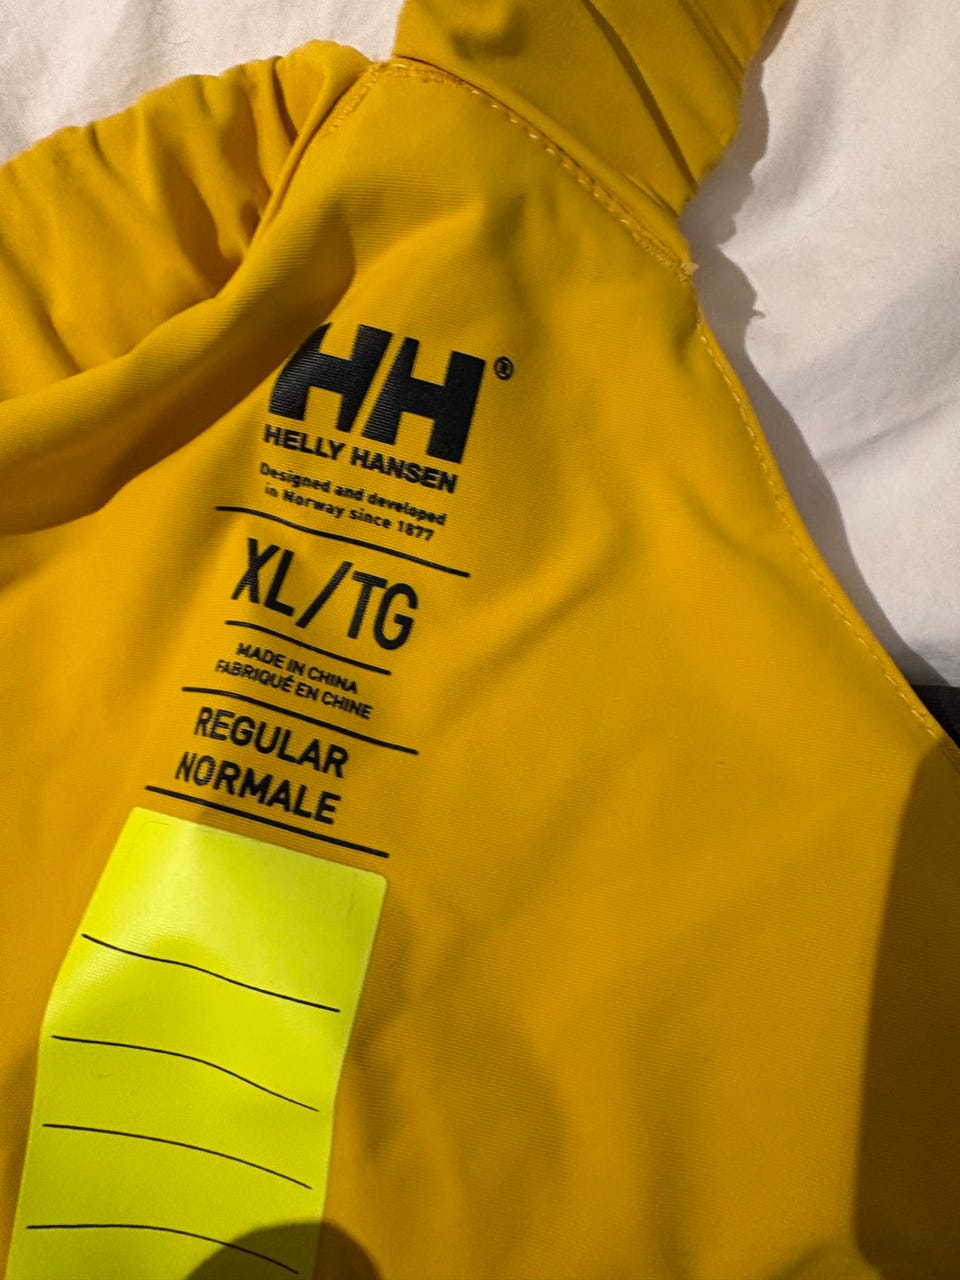 HH®
HELLY HANSEN
Designed and developed
in Norway since 1877
XL/TG
MADE IN CHINA
FABRIQUÉ EN CHINE
REGULAR
NORMALE